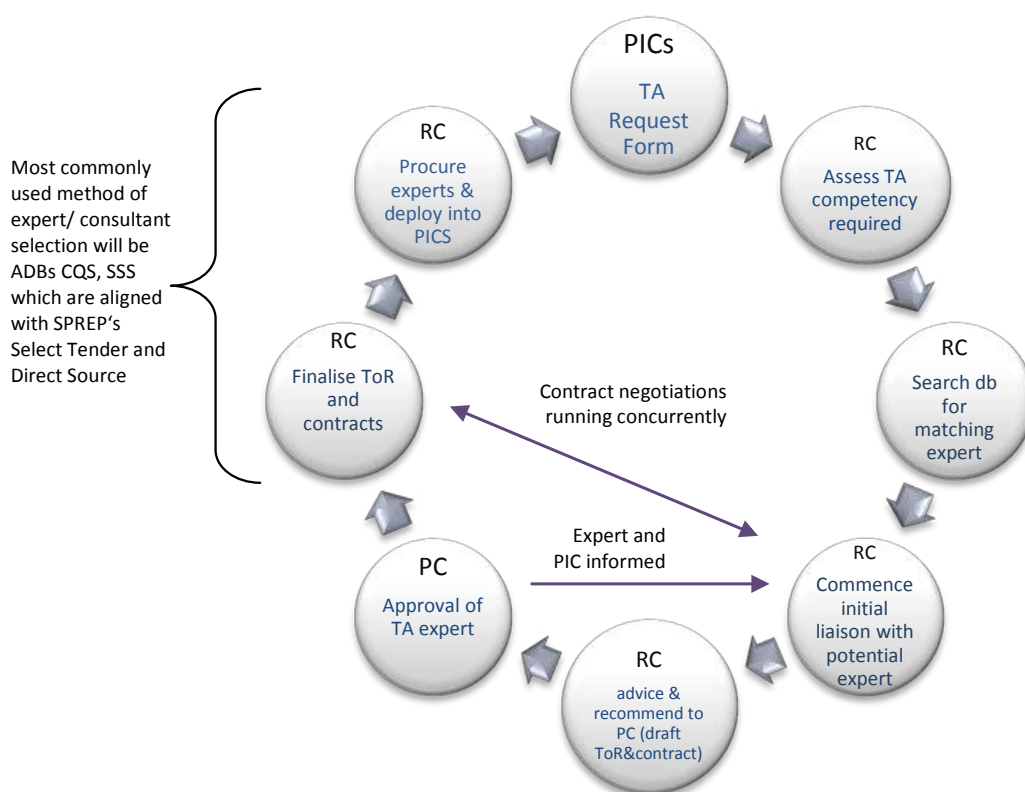 PICs
TA
Request
Form
RC
Assess TA
competency
required
RC
Search db
for
matching
expert
RC
Commence
initial
liaison with
potential
expert
RC
advice &
recommend to
PC (draft
ToR&contract)
PC
Approval of
TA expert
RC
Finalise ToR
and
contracts
RC
Procure
experts &
deploy into
PICS
Most commonly
used method of
expert/ consultant
selection will be
ADBs CQS, SSS
which are aligned
with SPREP‘s
Select Tender and
Direct Source
Contract negotiations
running concurrently
Expert and
PIC informed